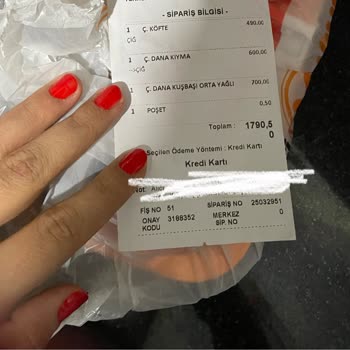 - SİPARİŞ BİLGİSİ -
1 Ç. KÖFTE 490,00
ÇİĞ
1 Ç. DANA KIYMA 600,00
1 Ç. DANA KUŞBAŞI ORTA YAĞLI 700,00
1 POŞET 0,50
Toplam : 1790,5
0
Seçilen Ödeme Yöntemi : Kredi Kartı
Kredi Kartı
FİŞ NO 51 SİPARİŞ NO 25032951
ONAY KODU 3188352 MERKEZ SİP.NO 0